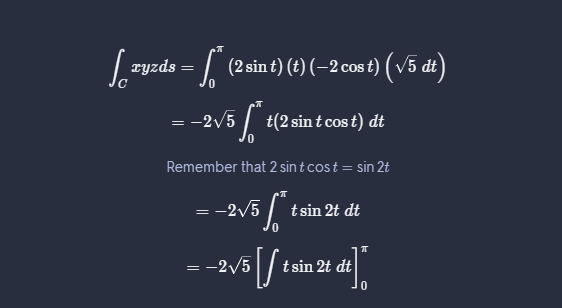 ∫_C xyzds = ∫_0^π (2 sin t) (t) (−2 cos t) (√5 dt)
= −2√5 ∫_0^π t(2 sin t cos t) dt
Remember that 2 sin t cos t = sin 2t
= −2√5 ∫_0^π t sin 2t dt
= −2√5 [∫ t sin 2t dt]_0^π